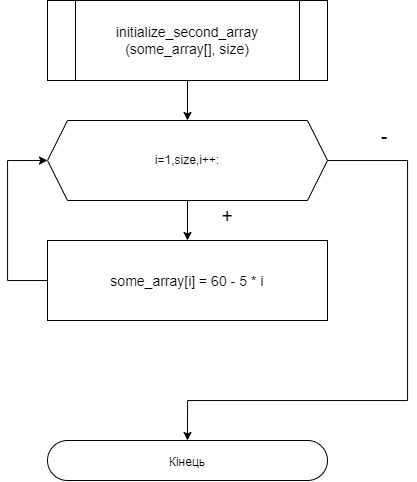 initialize_second_array
(some_array[], size)
-
i=1,size,i++:
+
some_array[i] = 60 - 5 * i
Кінець